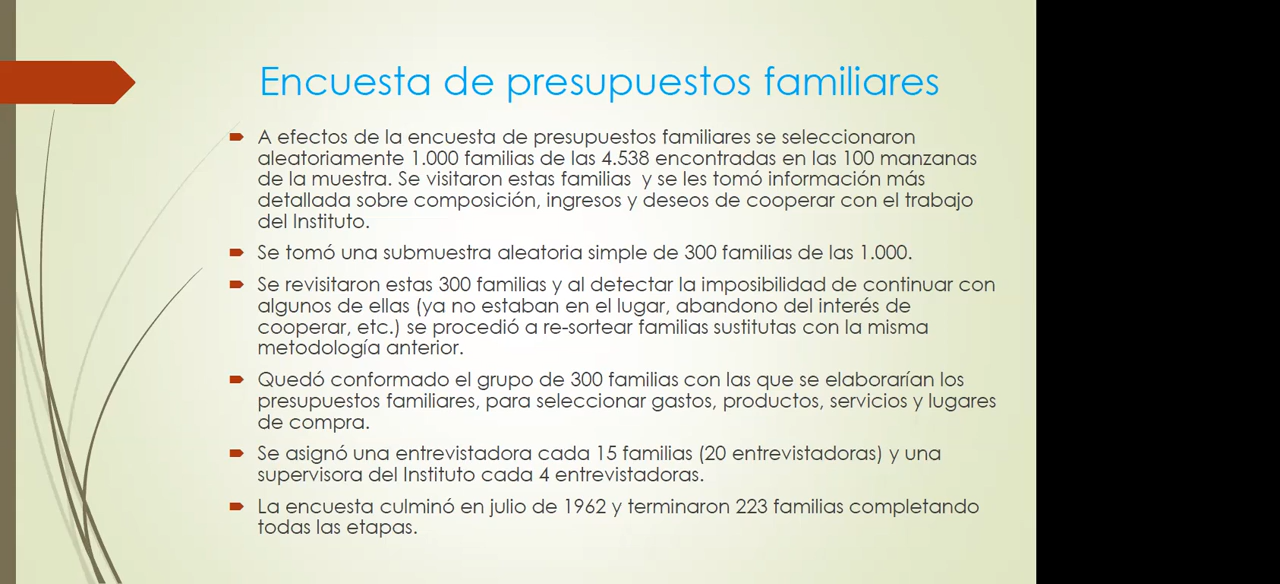 Encuesta de presupuestos familiares
A efectos de la encuesta de presupuestos familiares se seleccionaron
aleatoriamente 1.000 familias de las 4.538 encontradas en las 100 manzanas
de la muestra. Se visitaron estas familias y se les tomó información más
detallada sobre composición, ingresos y deseos de cooperar con el trabajo
del Instituto.
Se tomó una submuestra aleatoria simple de 300 familias de las 1.000.
Se revisitaron estas 300 familias y al detectar la imposibilidad de continuar con
algunos de ellas (ya no estaban en el lugar, abandono del interés de
cooperar, etc.) se procedió a re-sortear familias sustitutas con la misma
metodología anterior.
Quedó conformado el grupo de 300 familias con las que se elaborarían los
presupuestos familiares, para seleccionar gastos, productos, servicios y lugares
de compra.
Se asignó una entrevistadora cada 15 familias (20 entrevistadoras) y una
supervisora del Instituto cada 4 entrevistadoras.
La encuesta culminó en julio de 1962 y terminaron 223 familias completando
todas las etapas.